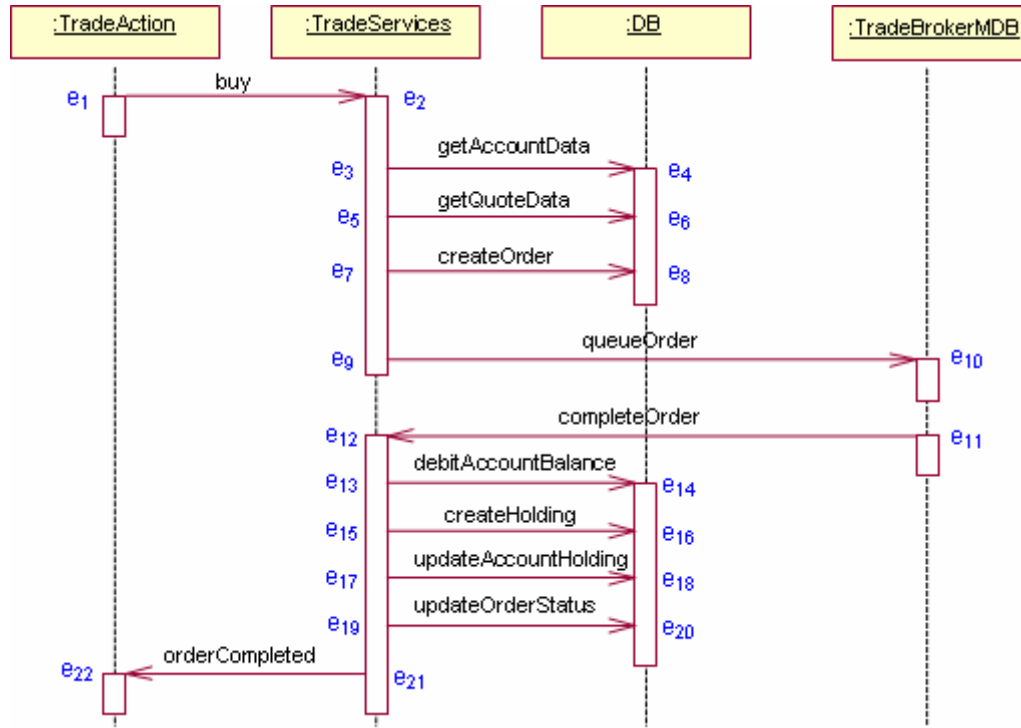 :TradeAction :TradeServices :DB :TradeBrokerMDB
buy
e1 e2
getAccountData
e3 e4
getQuoteData
e5 e6
createOrder
e7 e8
queueOrder
e9 e10
completeOrder
e12 e11
debitAccountBalance
e13 e14
createHolding
e15 e16
updateAccountHolding
e17 e18
updateOrderStatus
e19 e20
orderCompleted
e22 e21